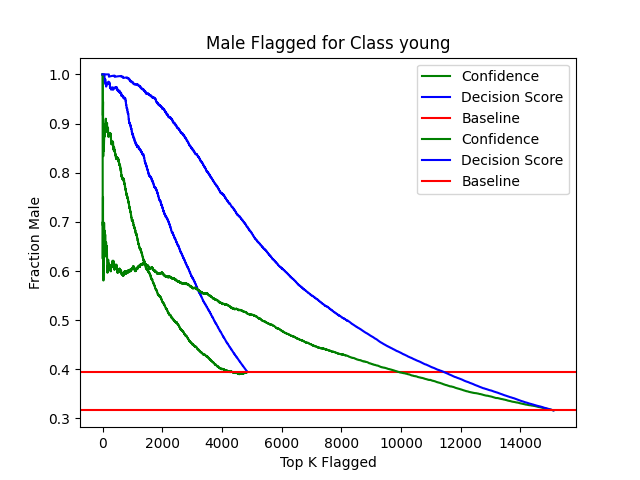 Male Flagged for Class young
Confidence
Decision Score
Baseline
Confidence
Decision Score
Baseline
1.0
0.9
0.8
0.7
0.6
0.5
0.4
0.3
Fraction Male
0 2000 4000 6000 8000 10000 12000 14000
Top K Flagged